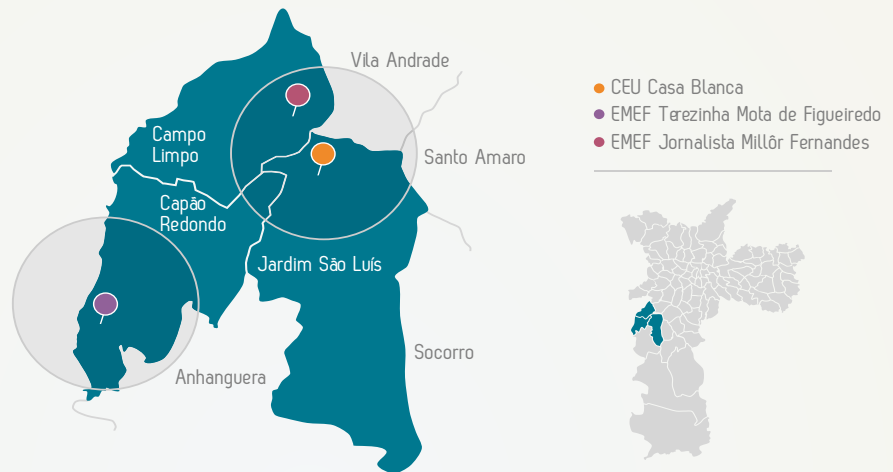 Vila Andrade
Campo
Limpo
Santo Amaro
Capão
Redondo
Jardim São Luís
Socorro
Anhanguera
CEU Casa Blanca
EMEF Terezinha Mota de Figueiredo
EMEF Jornalista Millôr Fernandes